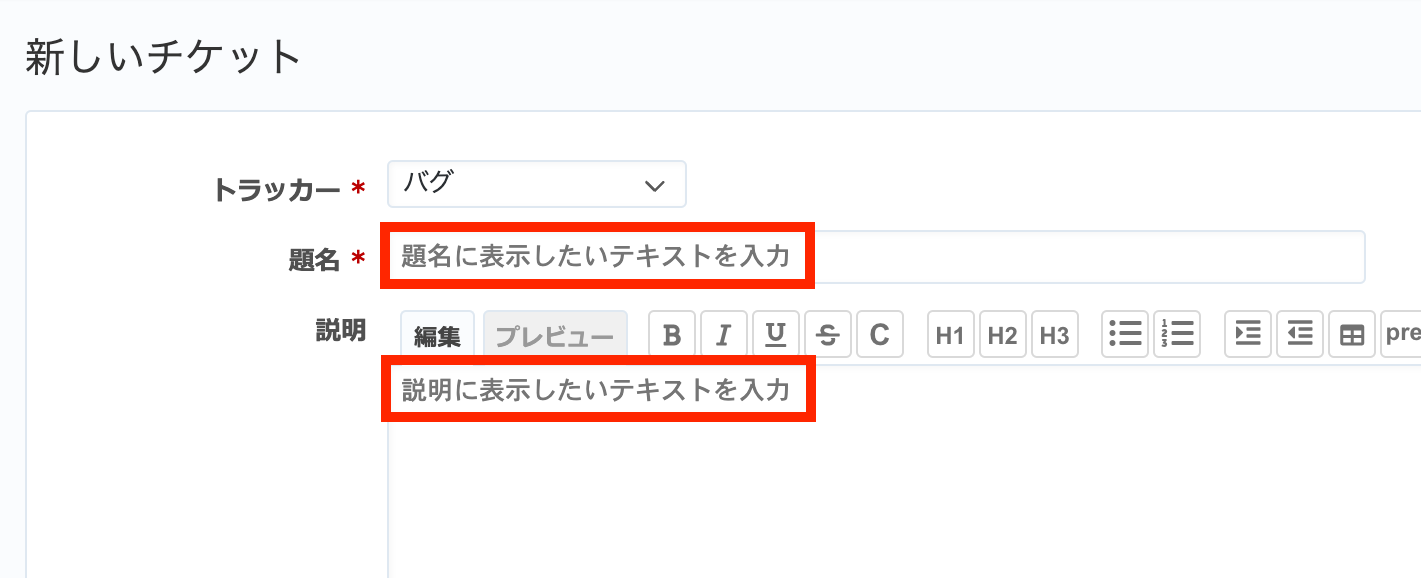 新しいチケット
トラッカー * バグ
題名 * 題名に表示したいテキストを入力
説明 編集 プレビュー B I U S C H1 H2 H3 pre
説明に表示したいテキストを入力